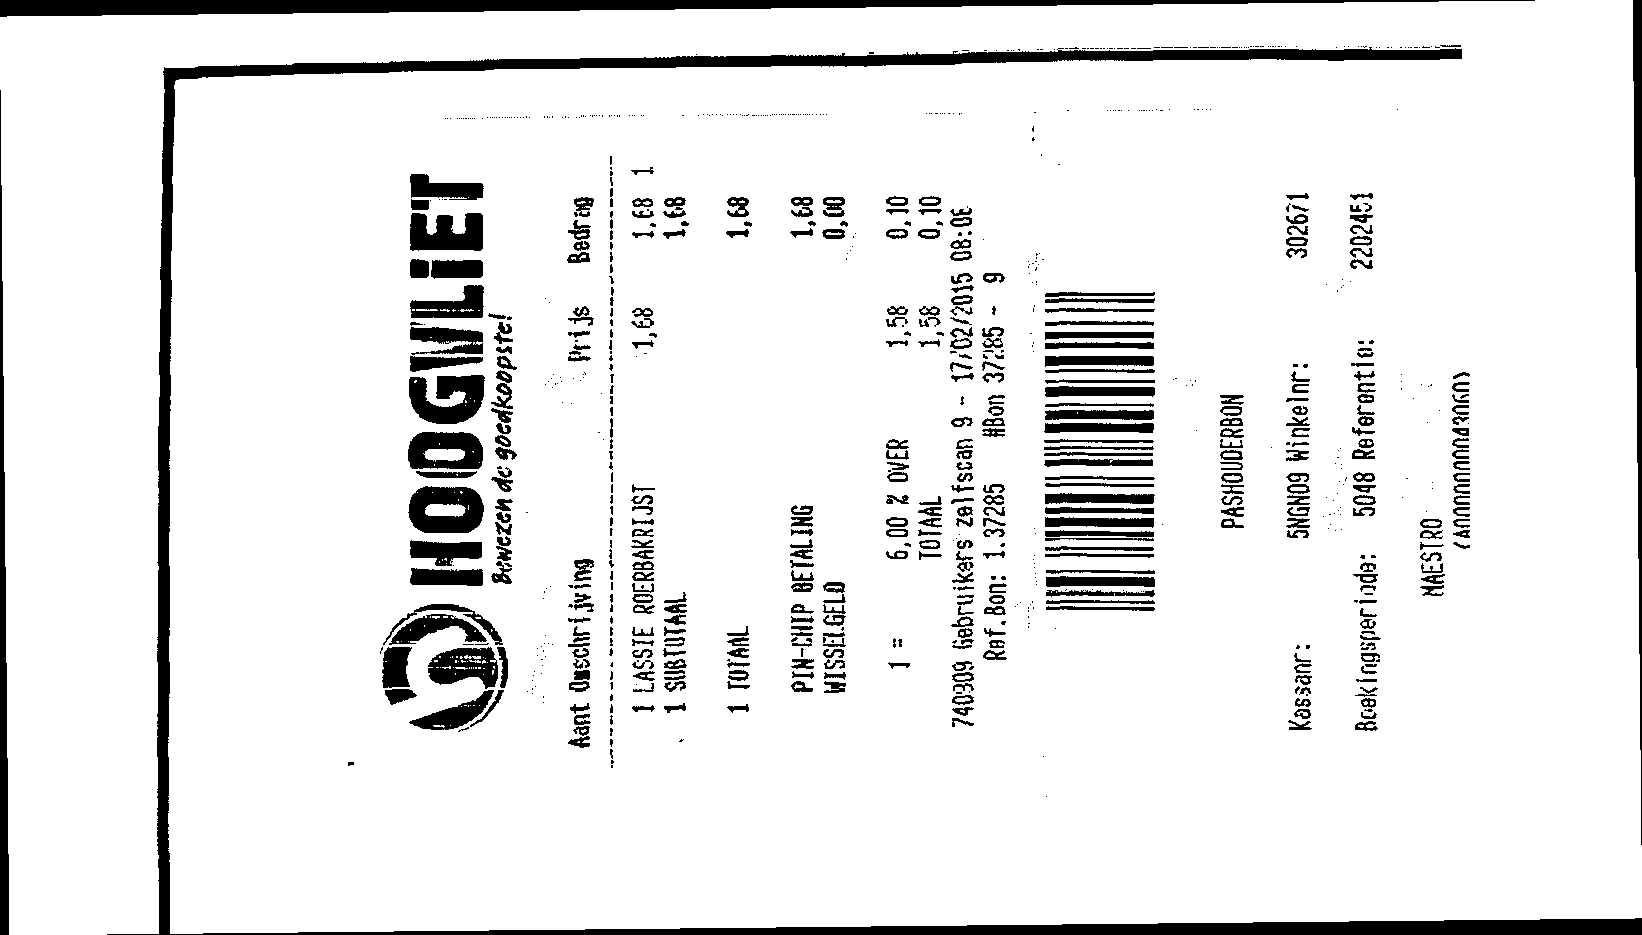 HOOGVLIET
Bewezen de goedkoopste!
Aant Omschrijving Prijs Bedrag
1 LASSIE ROERBAKRIJST 1,68 1,68 1
1 SUBTOTAAL 1,68
1 TOTAAL 1,68
PIN-CHIP BETALING 1,68
WISSELGELD 0,00
1 = 6,00 % OVER 1,58 0,10
TOTAAL 1,58 0,10
740309 Gebruikers zelfscan 9 - 17/02/2015 08:06
Ref.Bon: 1.37285 #Bon 37285 - 9
PASHOUDERBON
Kassanr: 5NGN09 Winkelnr: 302671
Boekingsperiode: 5048 Referentie: 2202451
MAESTRO
(A0000000043060)